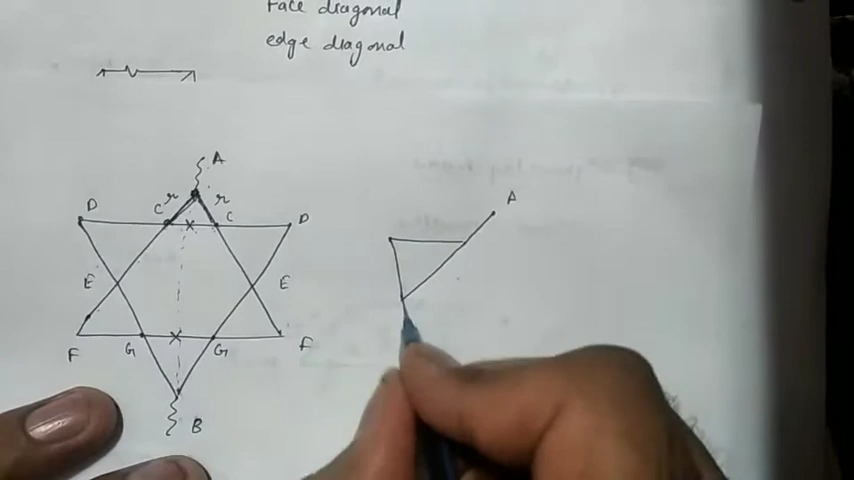 Face diagonal
edge diagonal
A
r r
D C C D
A
E E
F G G F
B